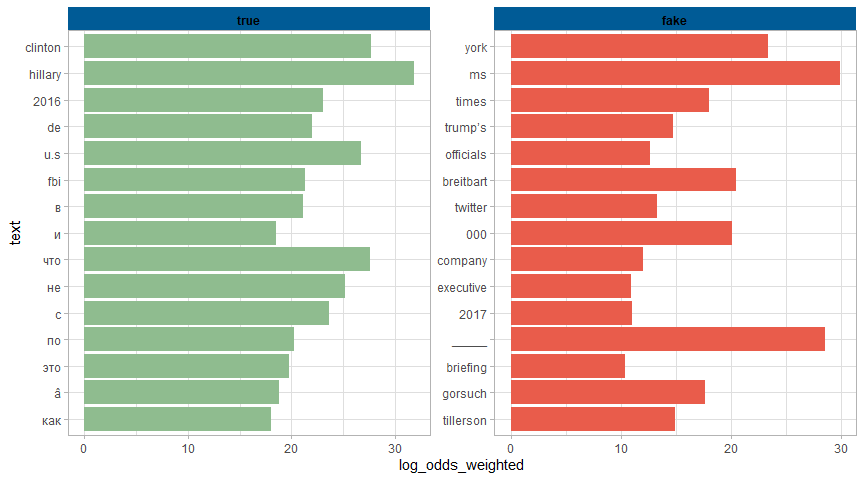 true
fake
text
clinton
hillary
2016
de
u.s
fbi
в
и
что
не
с
по
это
â
как
0
10
20
30
york
ms
times
trump's
officials
breitbart
twitter
000
company
executive
2017
______
briefing
gorsuch
tillerson
0
10
20
30
log_odds_weighted